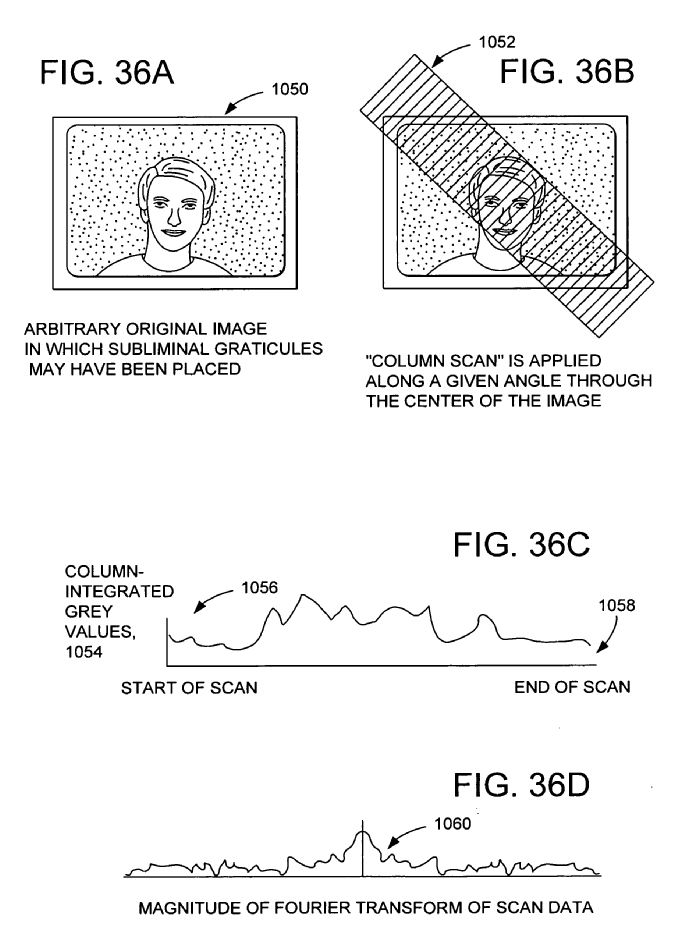 FIG. 36A
1050
ARBITRARY ORIGINAL IMAGE
IN WHICH SUBLIMINAL GRATICULES
MAY HAVE BEEN PLACED
1052
FIG. 36B
"COLUMN SCAN" IS APPLIED
ALONG A GIVEN ANGLE THROUGH
THE CENTER OF THE IMAGE
FIG. 36C
COLUMN-
INTEGRATED
GREY
VALUES,
1054
1056
1058
START OF SCAN
END OF SCAN
FIG. 36D
1060
MAGNITUDE OF FOURIER TRANSFORM OF SCAN DATA